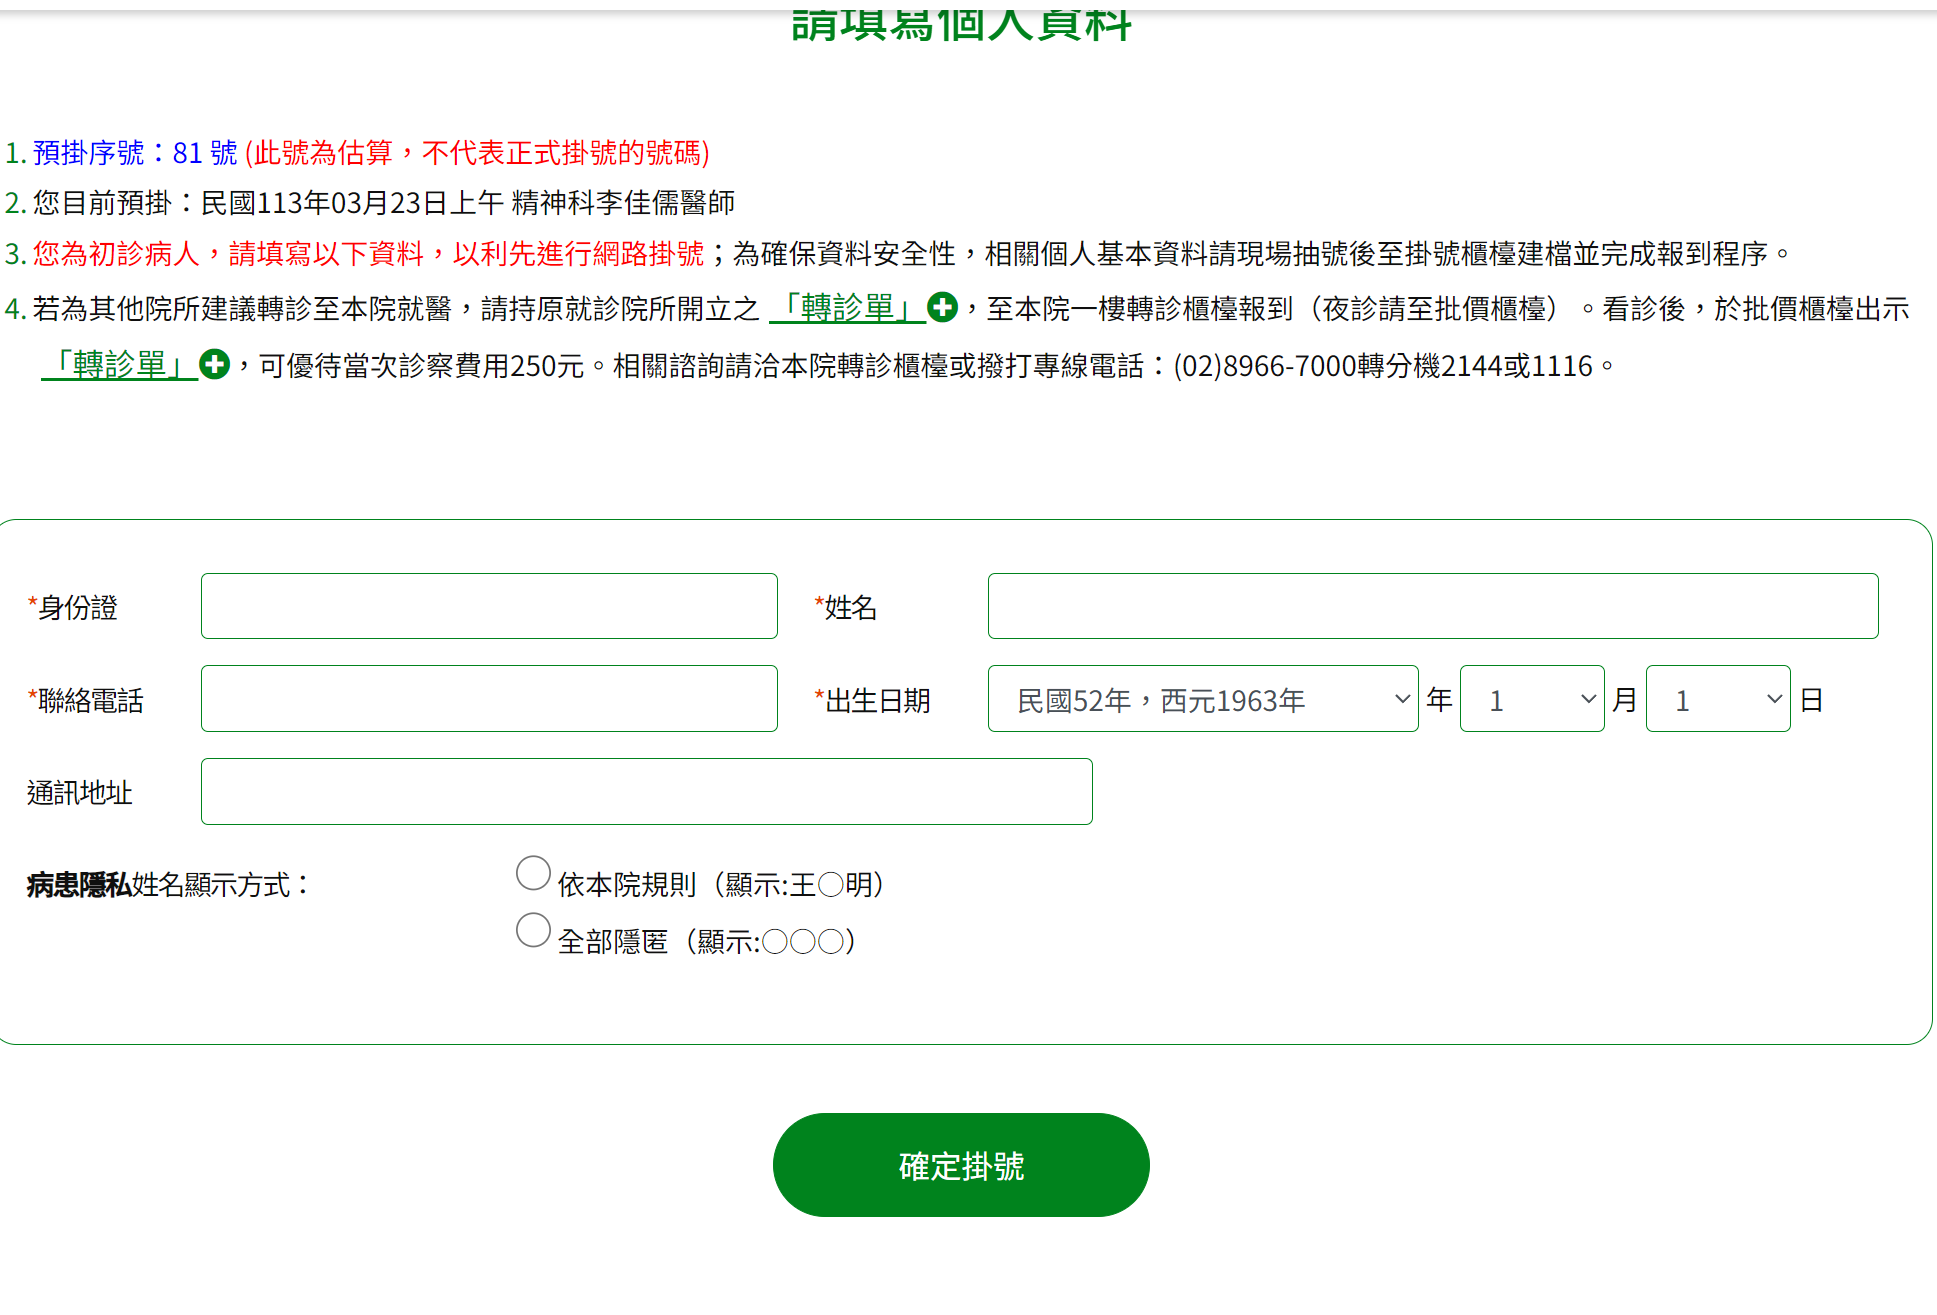 請填寫個人資料
1. 預掛序號：81 號 (此號為估算，不代表正式掛號的號碼)
2. 您目前預掛：民國113年03月23日上午 精神科李佳儒醫師
3. 您為初診病人，請填寫以下資料，以利先進行網路掛號；為確保資料安全性，相關個人基本資料請現場抽號後至掛號櫃檯建檔並完成報到程序。
4. 若為其他院所建議轉診至本院就醫，請持原就診院所開立之 「轉診單」，至本院一樓轉診櫃檯報到（夜診請至批價櫃檯）。看診後，於批價櫃檯出示
「轉診單」，可優待當次診察費用250元。相關諮詢請洽本院轉診櫃檯或撥打專線電話：(02)8966-7000轉分機2144或1116。
*身份證 *姓名
*聯絡電話 *出生日期 民國52年，西元1963年 年 1 月 1 日
通訊地址
病患隱私姓名顯示方式： 依本院規則（顯示:王○明）
全部隱匿（顯示:○○○）
確定掛號